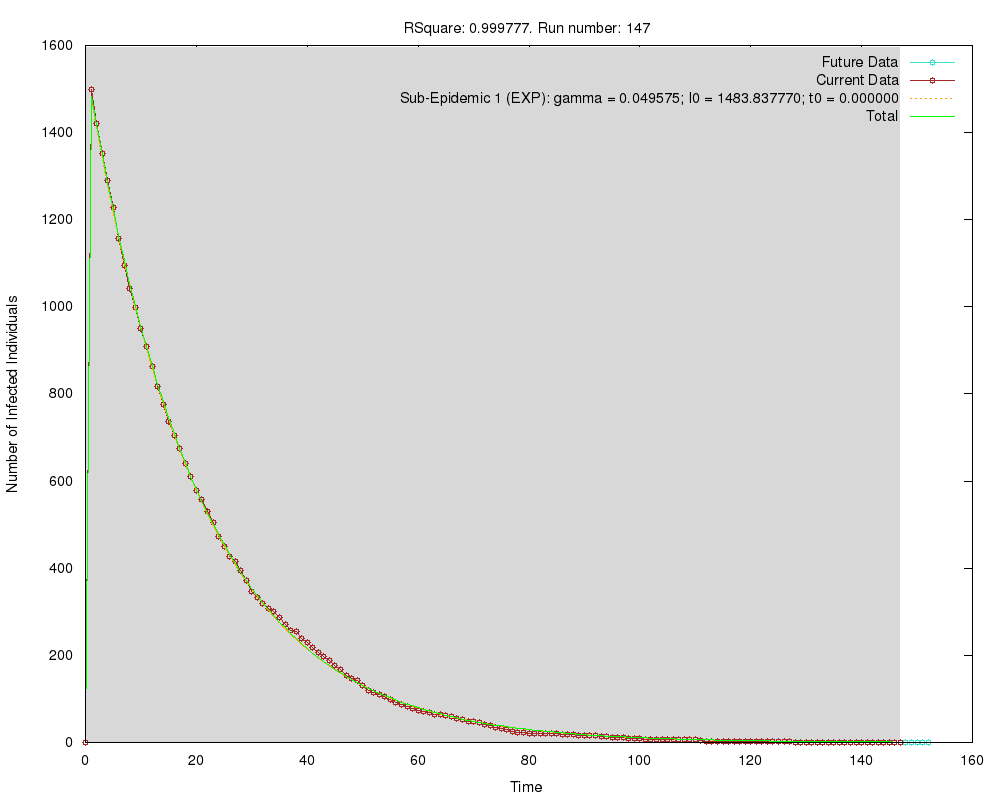 RSquare: 0.999777. Run number: 147
1600
1400
1200
1000
800
600
400
200
0
Number of Infected Individuals
Future Data
Current Data
Sub-Epidemic 1 (EXP): gamma = 0.049575; I0 = 1483.837770; t0 = 0.000000
Total
0 20 40 60 80 100 120 140 160
Time